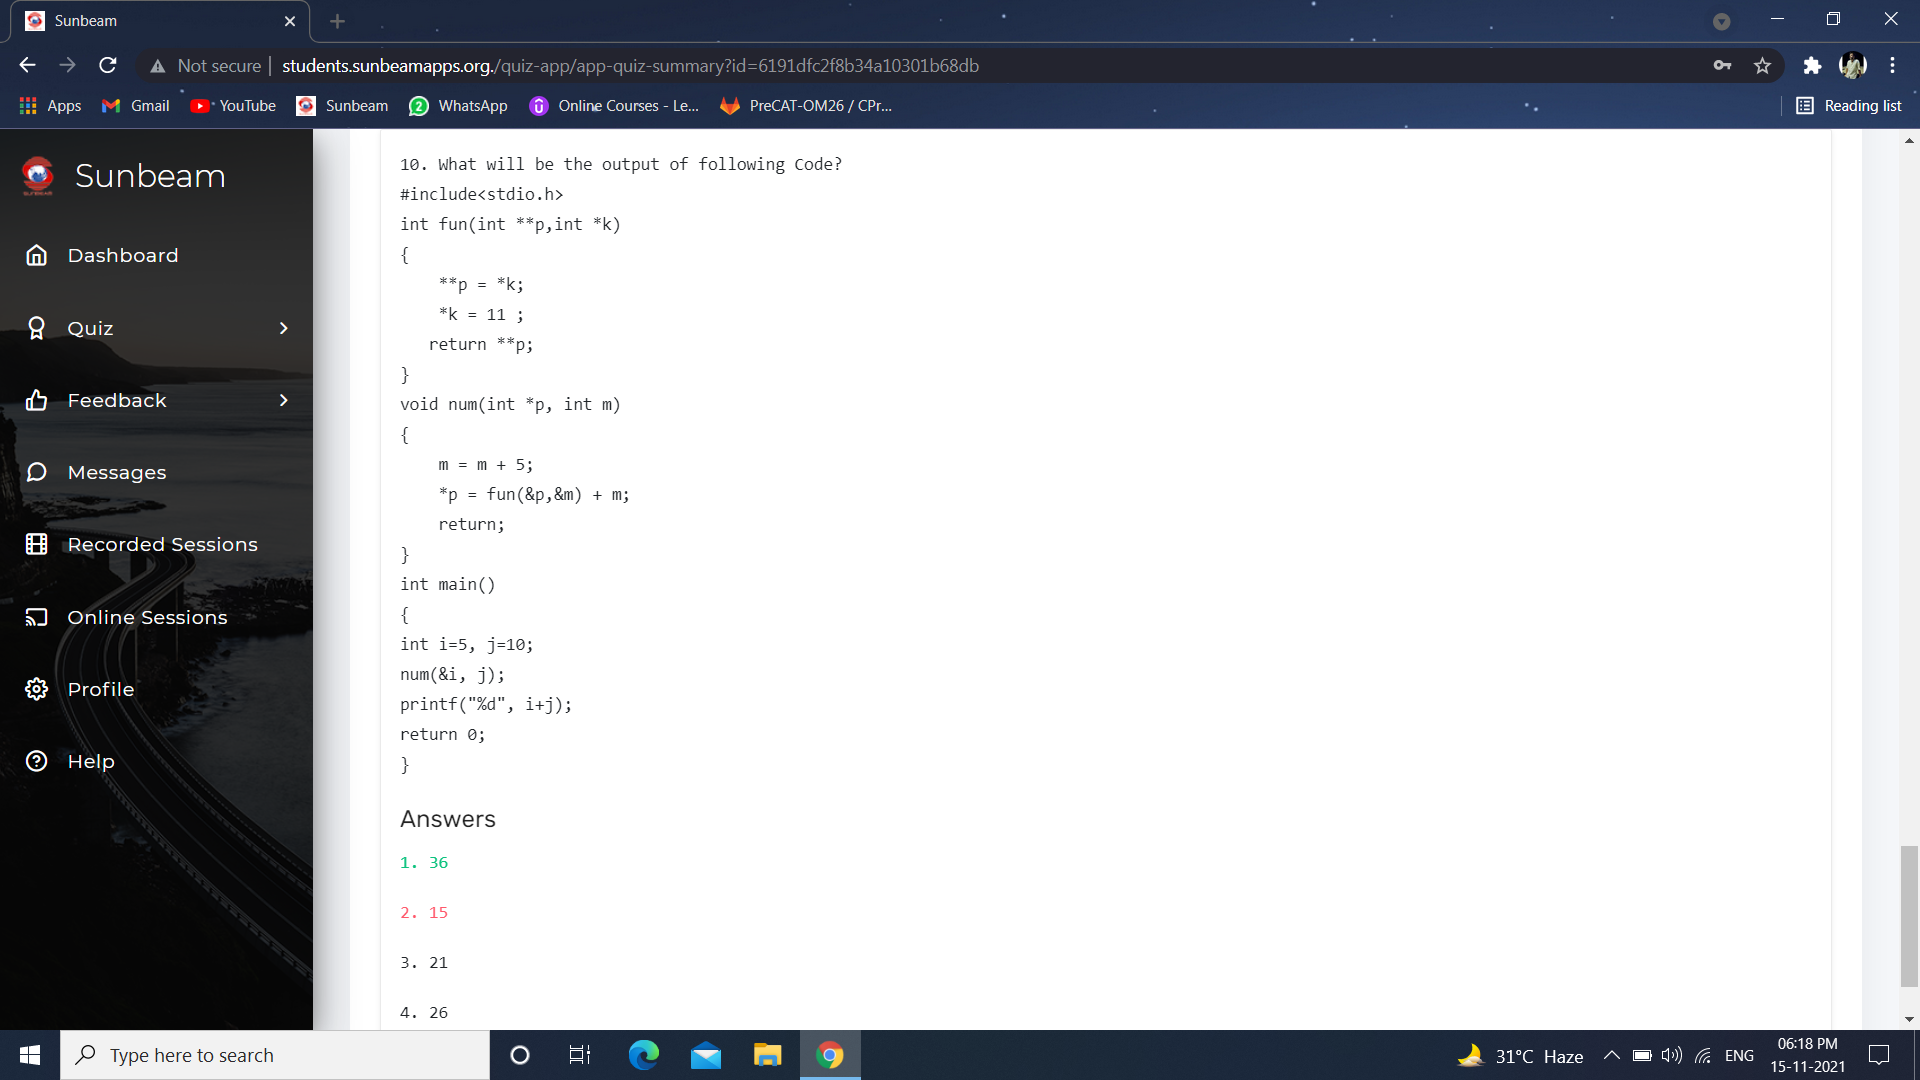 Sunbeam
Not secure | students.sunbeamapps.org./quiz-app/app-quiz-summary?id=6191dfc2f8b34a10301b68db
Apps Gmail YouTube Sunbeam 2 WhatsApp Online Courses - Le... PreCAT-OM26 / CPr... Reading list
Sunbeam
Dashboard
Quiz
Feedback
Messages
Recorded Sessions
Online Sessions
Profile
Help
10. What will be the output of following Code?
#include<stdio.h>
int fun(int **p,int *k)
{
    **p = *k;
    *k = 11 ;
   return **p;
}
void num(int *p, int m)
{
    m = m + 5;
    *p = fun(&p,&m) + m;
    return;
}
int main()
{
int i=5, j=10;
num(&i, j);
printf("%d", i+j);
return 0;
}
Answers
1. 36
2. 15
3. 21
4. 26
Type here to search
31°C Haze
ENG
06:18 PM
15-11-2021